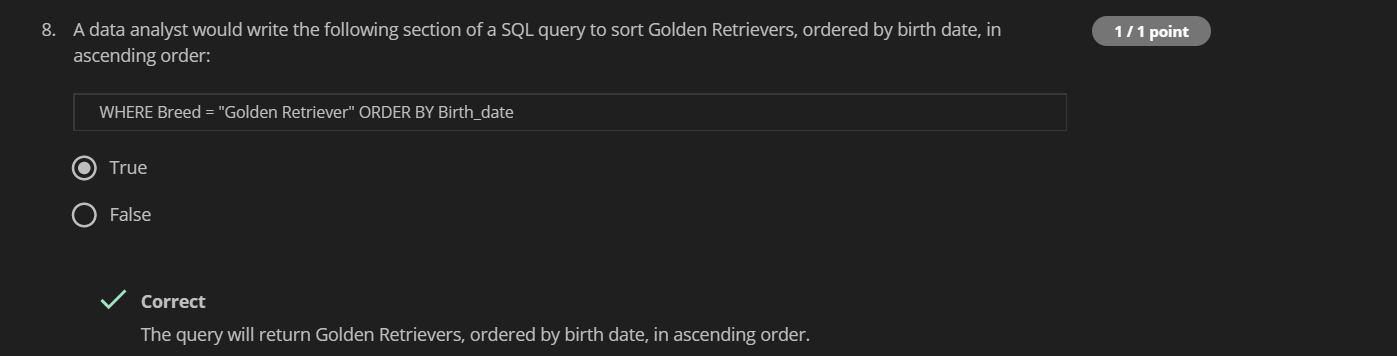 8. A data analyst would write the following section of a SQL query to sort Golden Retrievers, ordered by birth date, in
ascending order:
1 / 1 point
WHERE Breed = "Golden Retriever" ORDER BY Birth_date
True
False
Correct
The query will return Golden Retrievers, ordered by birth date, in ascending order.